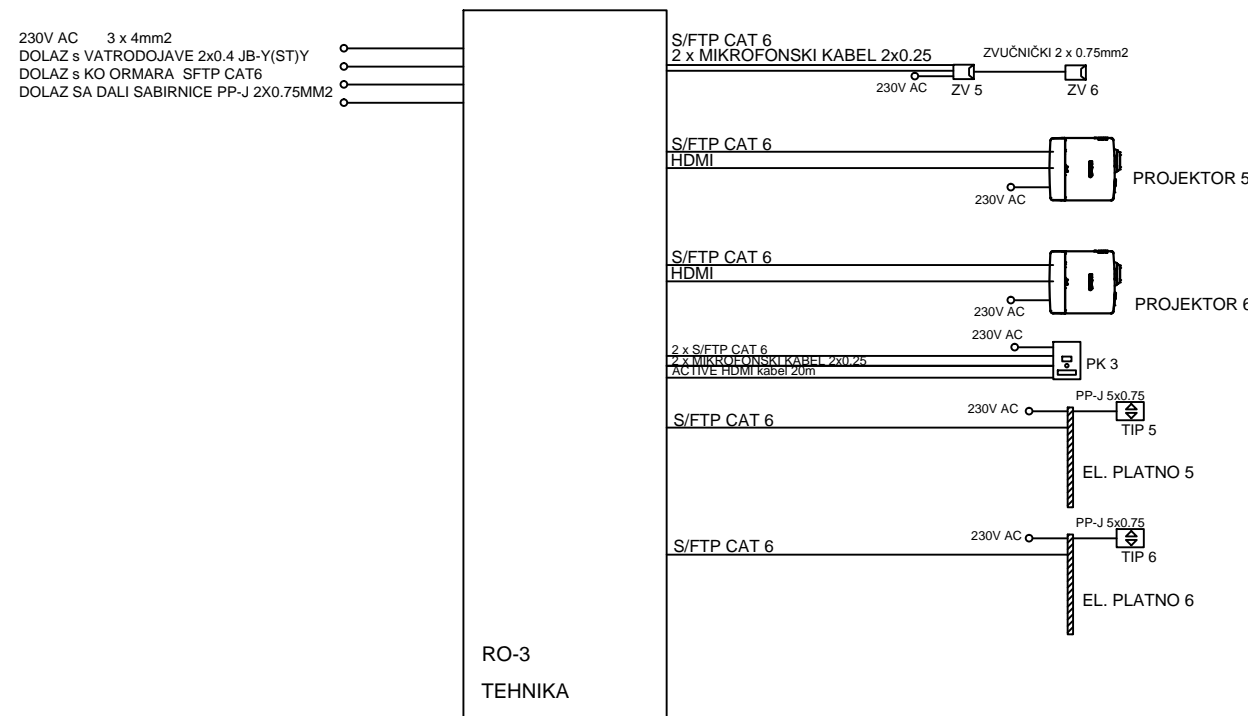 230V AC 3 x 4mm2
DOLAZ s VATRODOJAVE 2x0.4 JB-Y(ST)Y
DOLAZ s KO ORMARA SFTP CAT6
DOLAZ SA DALI SABIRNICE PP-J 2X0.75MM2
S/FTP CAT 6
2 x MIKROFONSKI KABEL 2x0.25
ZVUČNIČKI 2 x 0.75mm2
230V AC
ZV 5
ZV 6
S/FTP CAT 6
HDMI
230V AC
PROJEKTOR 5
S/FTP CAT 6
HDMI
230V AC
PROJEKTOR 6
230V AC
2 x S/FTP CAT 6
2 x MIKROFONSKI KABEL 2x0.25
ACTIVE HDMI kabel 20m
PK 3
PP-J 5x0.75
230V AC
S/FTP CAT 6
TIP 5
EL. PLATNO 5
PP-J 5x0.75
230V AC
S/FTP CAT 6
TIP 6
EL. PLATNO 6
RO-3
TEHNIKA